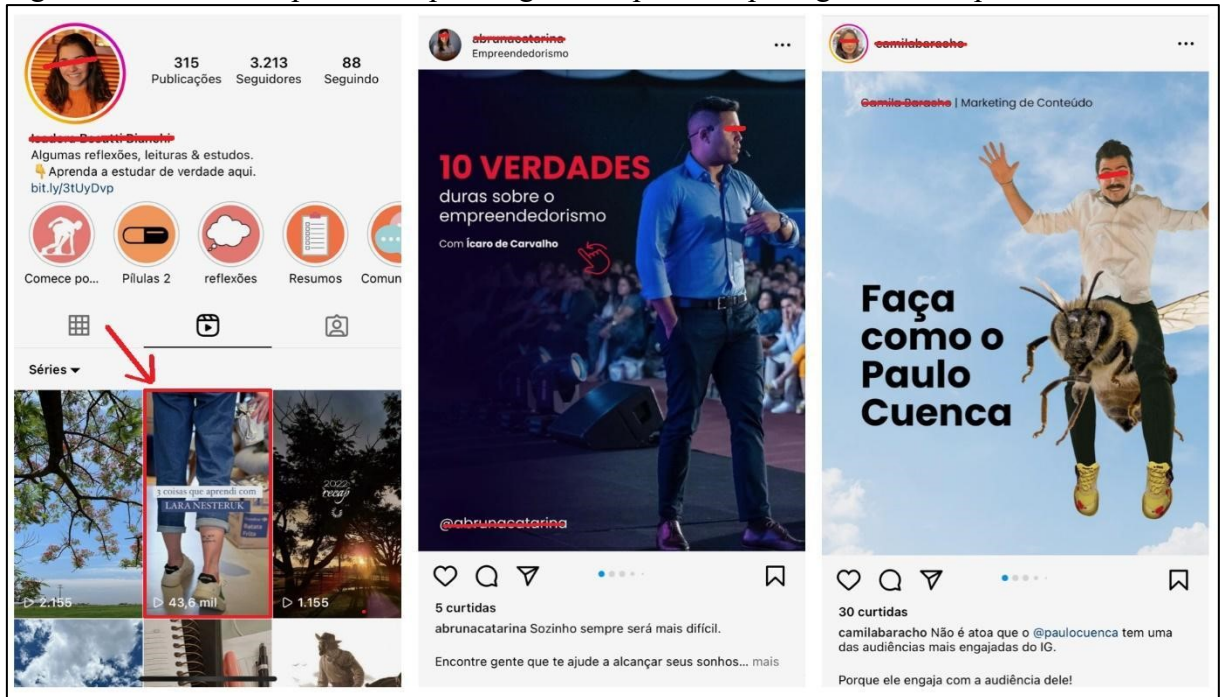 315 3.213 88
Publicações Seguidores Seguindo
Algumas reflexões, leituras & estudos.
👇Aprenda a estudar de verdade aqui.
bit.ly/3tUyDvp
Comece po... Pílulas 2 reflexões Resumos Comun
Séries
3 coisas que aprendi com
LARA NESTERUK
2022
recap
2.155 43,6 mil 1.155
abrunacatarina
Empreendedorismo
10 VERDADES
duras sobre o
empreendedorismo
Com Ícaro de Carvalho
@abrunacatarina
5 curtidas
abrunacatarina Sozinho sempre será mais difícil.
Encontre gente que te ajude a alcançar seus sonhos... mais
camilabaracho
Camila Baracho | Marketing de Conteúdo
Faça
como o
Paulo
Cuenca
30 curtidas
camilabaracho Não é atoa que o @paulocuenca tem uma
das audiências mais engajadas do IG.
Porque ele engaja com a audiência dele!